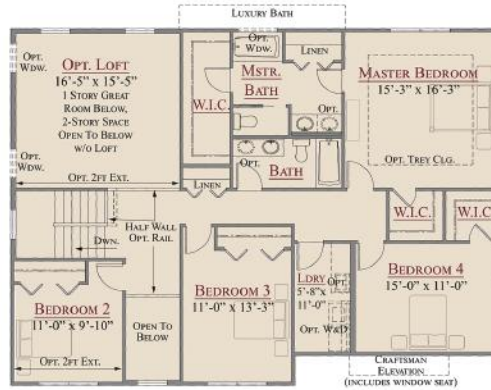 LUXURY BATH
OPT. WDW.
OPT. LOFT
16'-5" x 15'-5"
1 STORY GREAT
ROOM BELOW,
2-STORY SPACE
OPEN TO BELOW
W/O LOFT
OPT. WDW.
OPT. 2FT EXT.
W.I.C.
OPT. WDW.
LINEN
MSTR.
BATH
OPT.
MASTER BEDROOM
15'-3" x 16'-3"
OPT. TREY CLG.
OPT.
BATH
LINEN
W.I.C.
W.I.C.
HALF WALL
OPT. RAIL
DWN.
BEDROOM 2
11'-0" x 9'-10"
OPT. 2FT EXT.
OPEN TO
BELOW
BEDROOM 3
11'-0" x 13'-3"
LDRY
5'-8"x
11'-0"
OPT.
OPT. W&D
BEDROOM 4
15'-0" x 11'-0"
CRAFTSMAN
ELEVATION
(INCLUDES WINDOW SEAT)